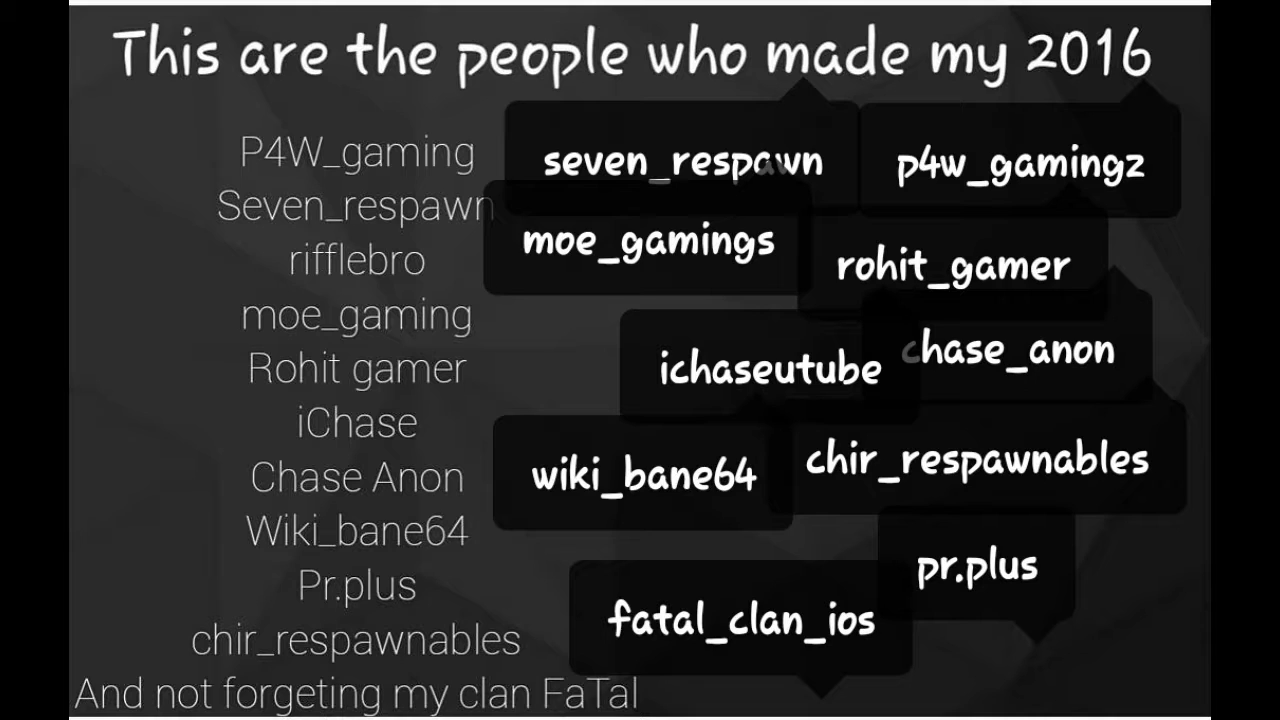 This are the people who made my 2016
P4W_gaming
Seven_respawn
rifflebro
moe_gaming
Rohit gamer
iChase
Chase Anon
Wiki_bane64
Pr.plus
chir_respawnables
And not forgeting my clan FaTal
seven_respawn
p4w_gamingz
moe_gamings
rohit_gamer
chase_anon
ichaseutube
chir_respawnables
wiki_bane64
pr.plus
fatal_clan_ios